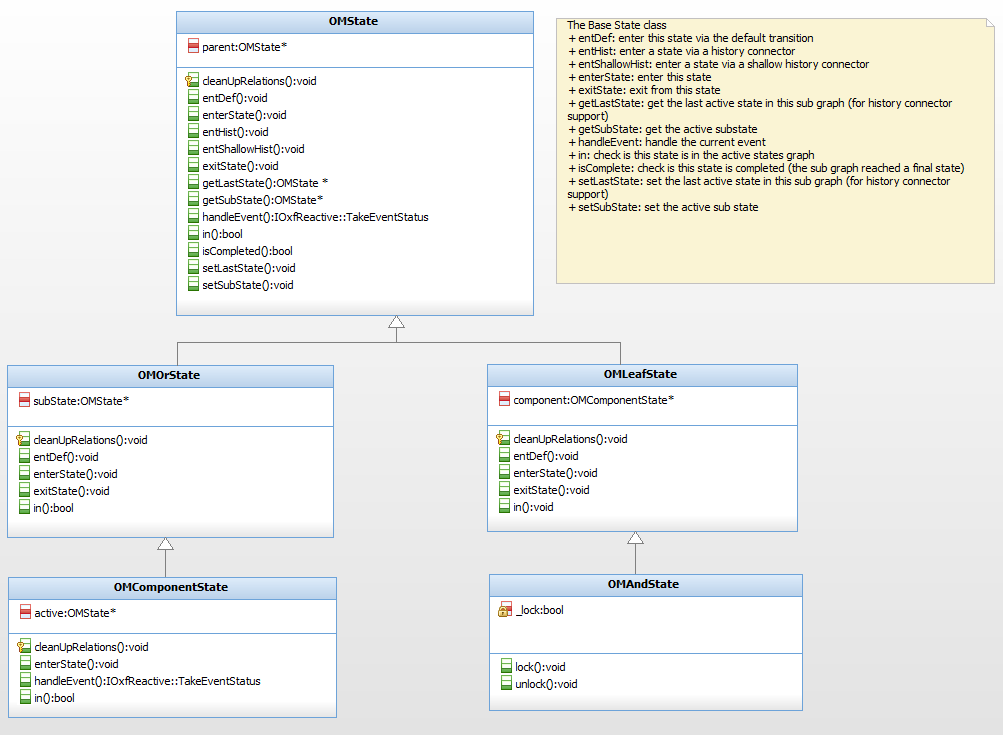 OMState
parent:OMState*
cleanUpRelations():void
entDef():void
enterState():void
entHist():void
entShallowHist():void
exitState():void
getLastState():OMState *
getSubState():OMState*
handleEvent():IOxfReactive::TakeEventStatus
in():bool
isCompleted():bool
setLastState():void
setSubState():void
The Base State class
+ entDef: enter this state via the default transition
+ entHist: enter a state via a history connector
+ entShallowHist: enter a state via a shallow history connector
+ enterState: enter this state
+ exitState: exit from this state
+ getLastState: get the last active state in this sub graph (for history connector
support)
+ getSubState: get the active substate
+ handleEvent: handle the current event
+ in: check is this state is in the active states graph
+ isComplete: check is this state is completed (the sub graph reached a final state)
+ setLastState: set the last active state in this sub graph (for history connector
support)
+ setSubState: set the active sub state
OMOrState
subState:OMState*
cleanUpRelations():void
entDef():void
enterState():void
exitState():void
in():bool
OMLeafState
component:OMComponentState*
cleanUpRelations():void
entDef():void
enterState():void
exitState():void
in():void
OMComponentState
active:OMState*
cleanUpRelations():void
enterState():void
handleEvent():IOxfReactive::TakeEventStatus
in():bool
OMAndState
_lock:bool
lock():void
unlock():void